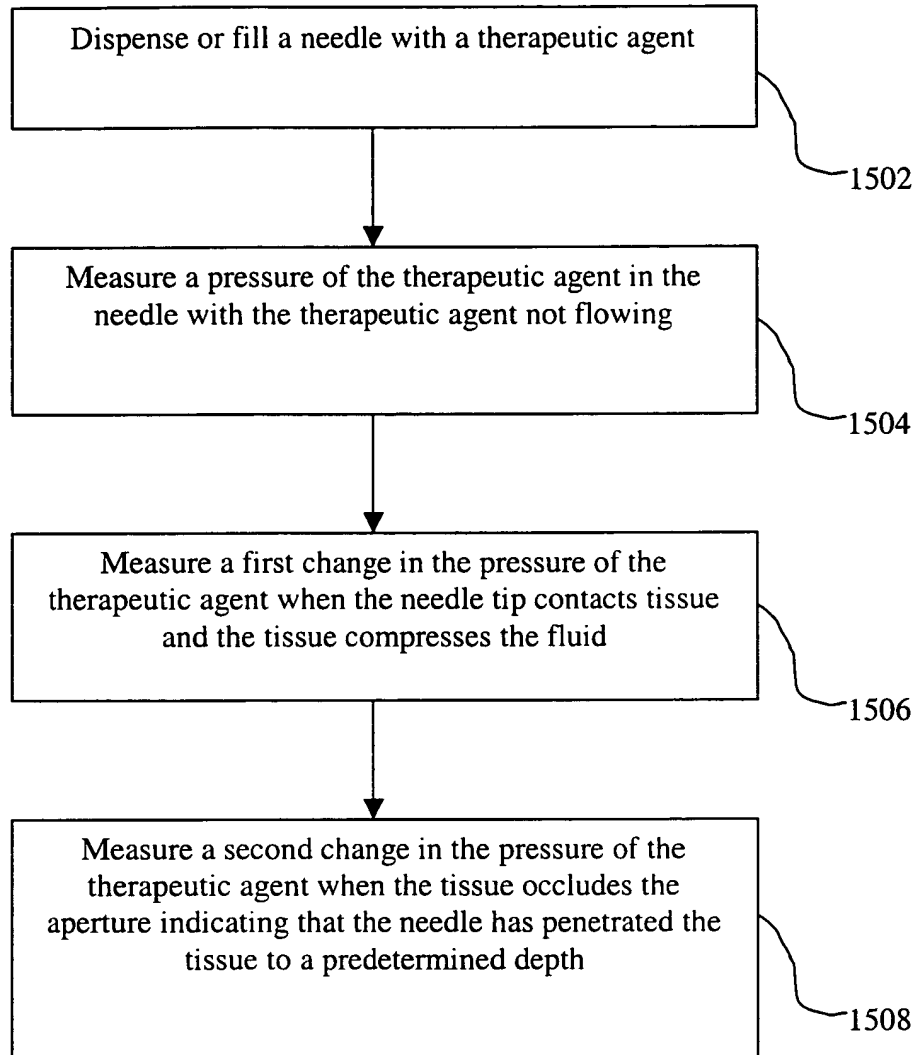 Dispense or fill a needle with a therapeutic agent
1502
Measure a pressure of the therapeutic agent in the
needle with the therapeutic agent not flowing
1504
Measure a first change in the pressure of the
therapeutic agent when the needle tip contacts tissue
and the tissue compresses the fluid
1506
Measure a second change in the pressure of the
therapeutic agent when the tissue occludes the
aperture indicating that the needle has penetrated the
tissue to a predetermined depth
1508